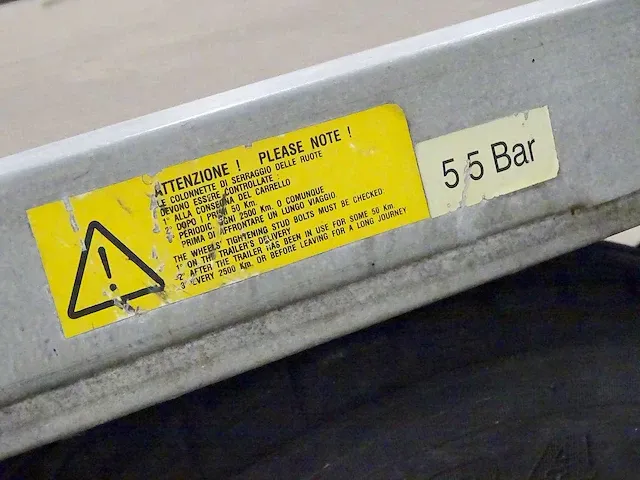 ATTENZIONE ! PLEASE NOTE !
LE COLONNETTE DI SERRAGGIO DELLE RUOTE
DEVONO ESSERE CONTROLLATE:
1° ALLA CONSEGNA DEL CARRELLO
2° DOPO I PRIMI 50 Km.
3° PERIODIC. OGNI 2500 Km. O COMUNQUE
PRIMA DI AFFRONTARE UN LUNGO VIAGGIO
THE WHEELS' TIGHTENING STUD BOLTS MUST BE CHECKED:
1° ON THE TRAILER'S DELIVERY
2° AFTER THE TRAILER HAS BEEN IN USE FOR SOME 50 Km.
3° EVERY 2500 Km. OR BEFORE LEAVING FOR A LONG JOURNEY
5 5 Bar